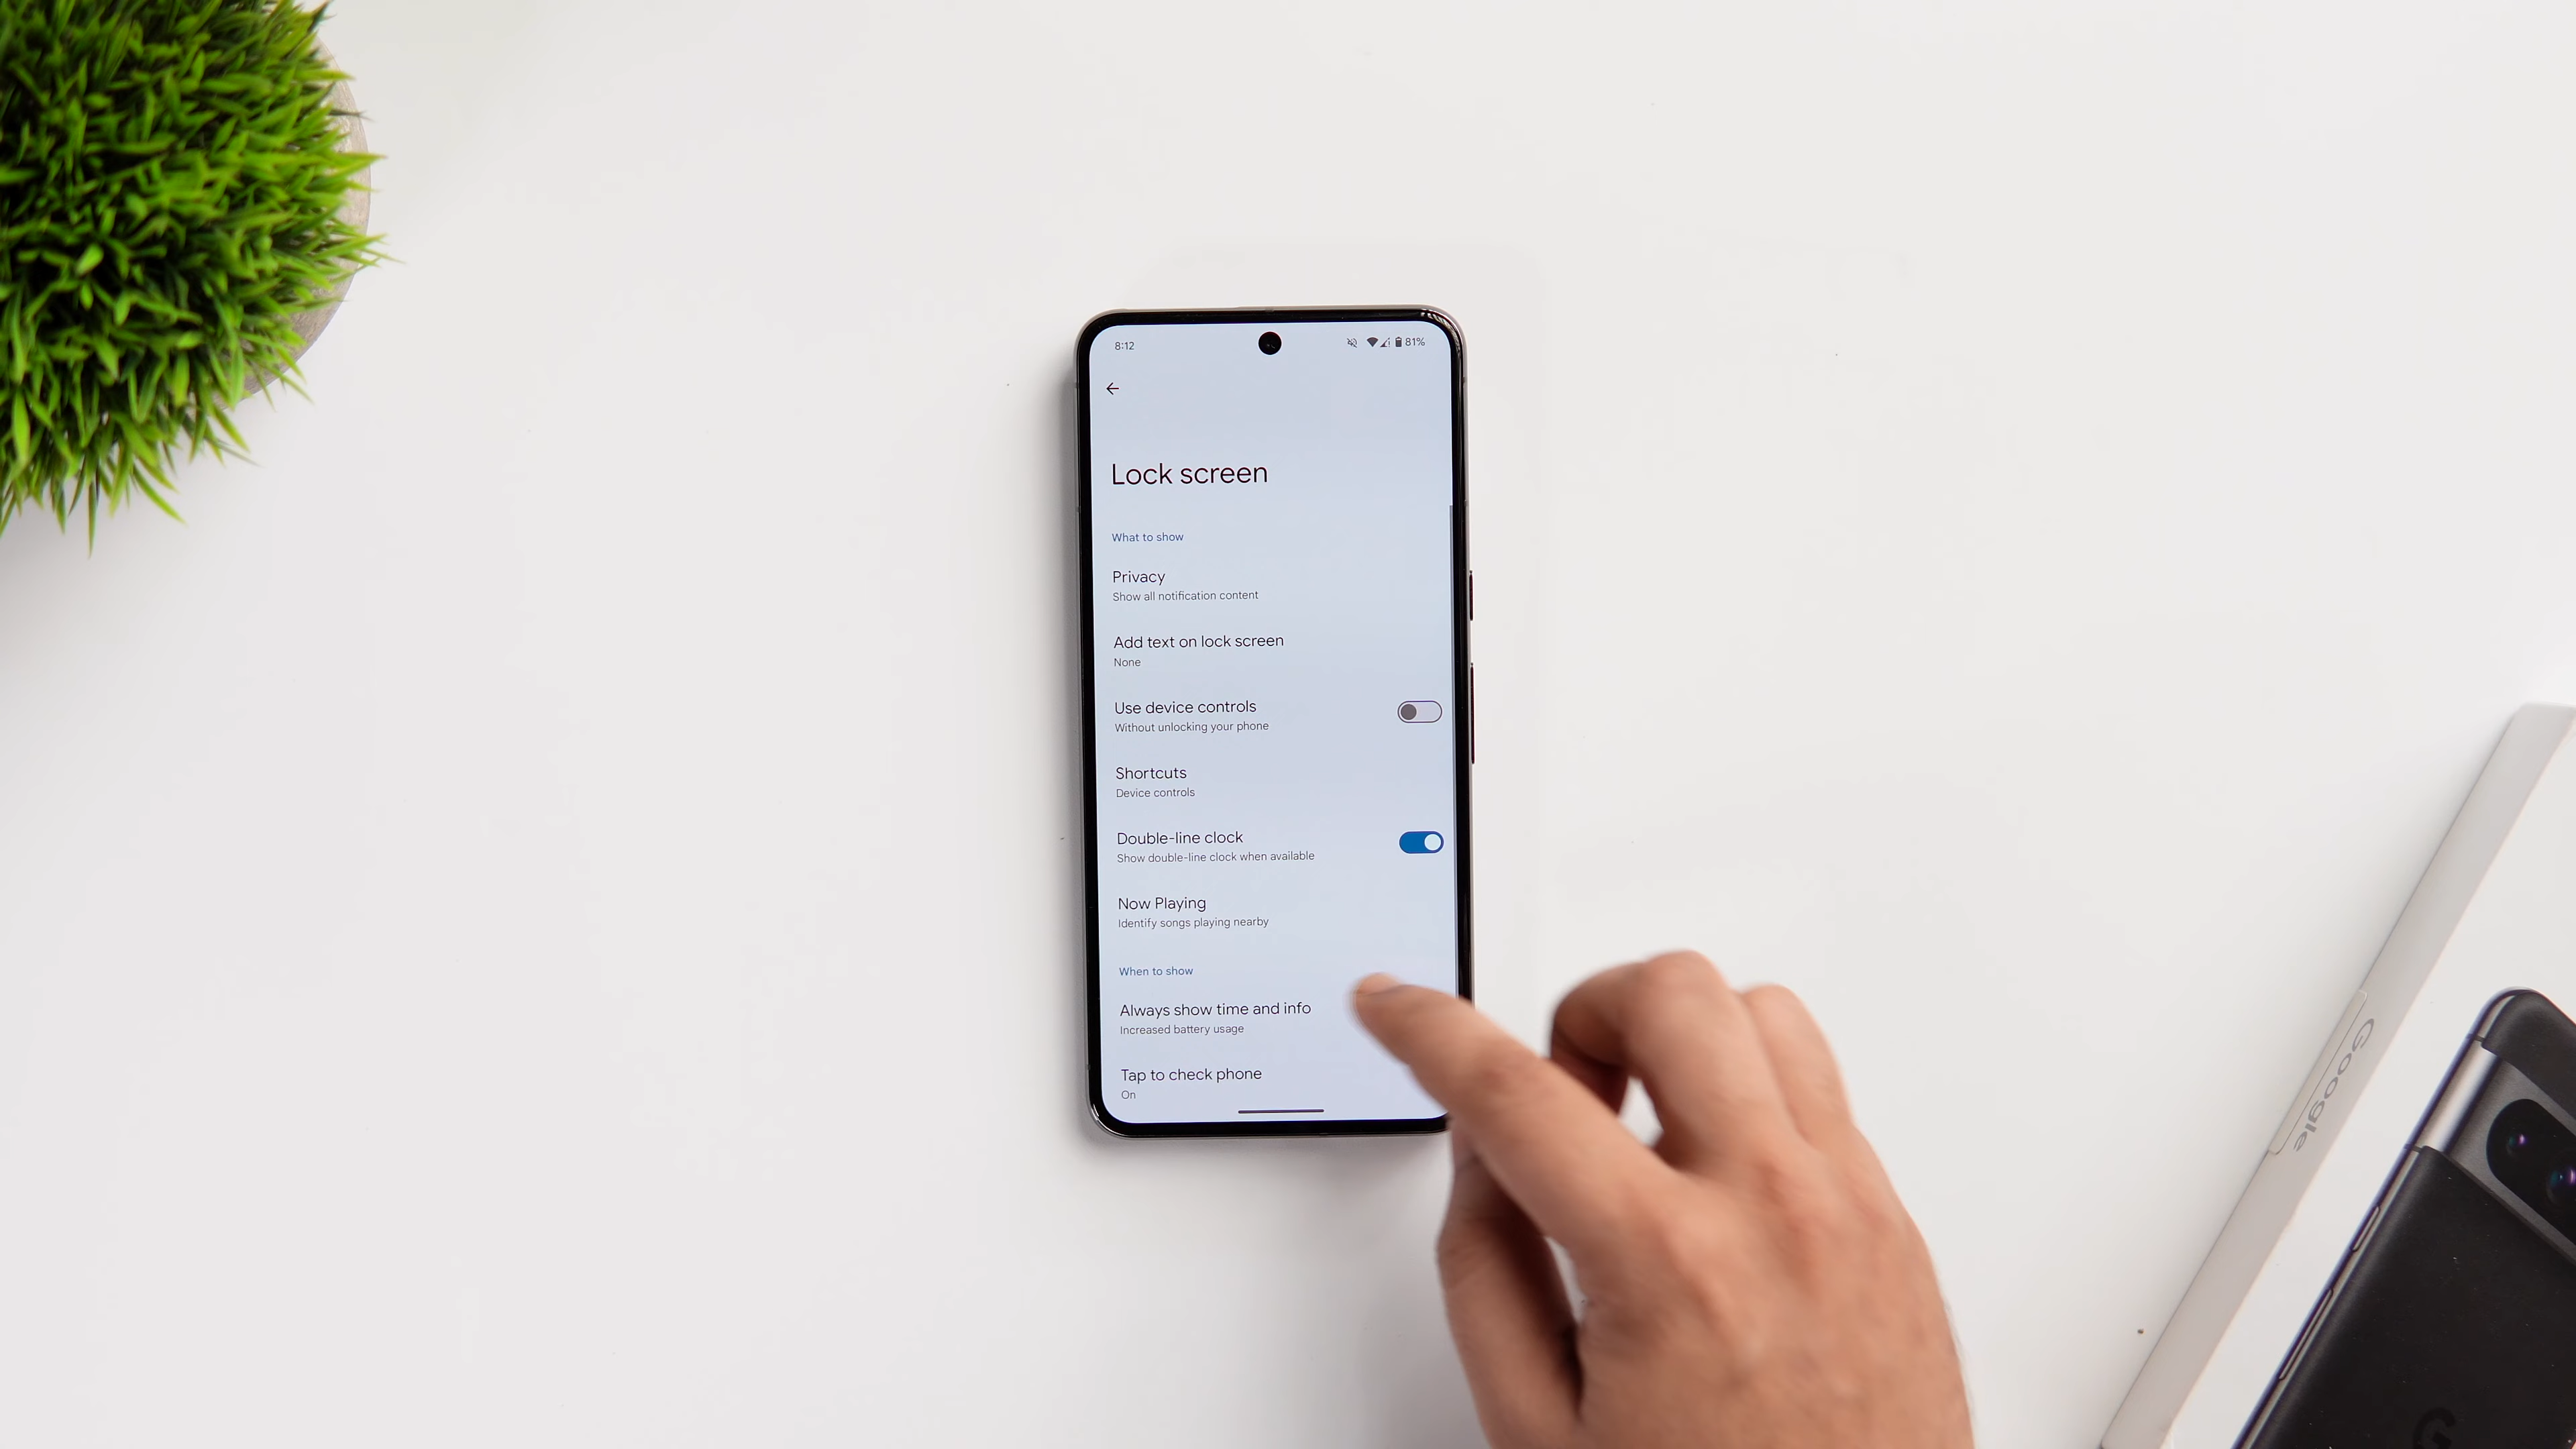 8:12
81%
Lock screen
What to show
Privacy
Show all notification content
Add text on lock screen
None
Use device controls
Without unlocking your phone
Shortcuts
Device controls
Double-line clock
Show double-line clock when available
Now Playing
Identify songs playing nearby
When to show
Always show time and info
Increased battery usage
Tap to check phone
On
Google
G